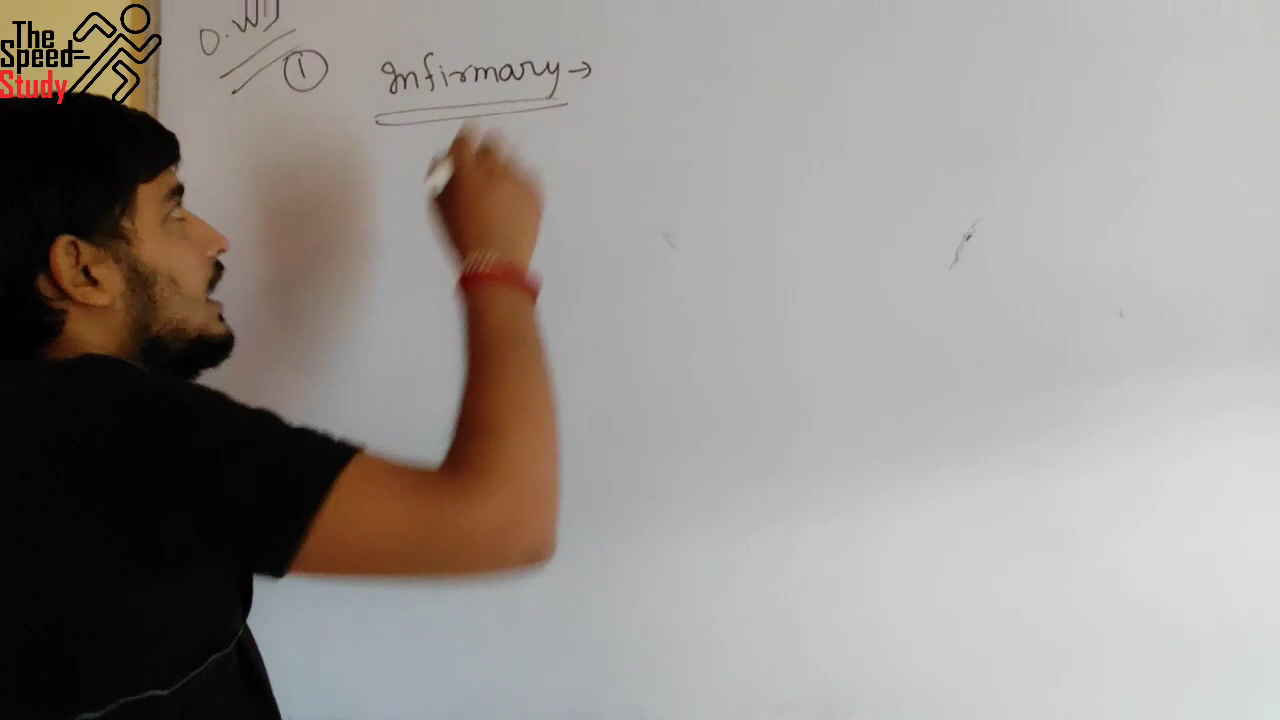 The
Speed
Study
O.W
① Infirmary →